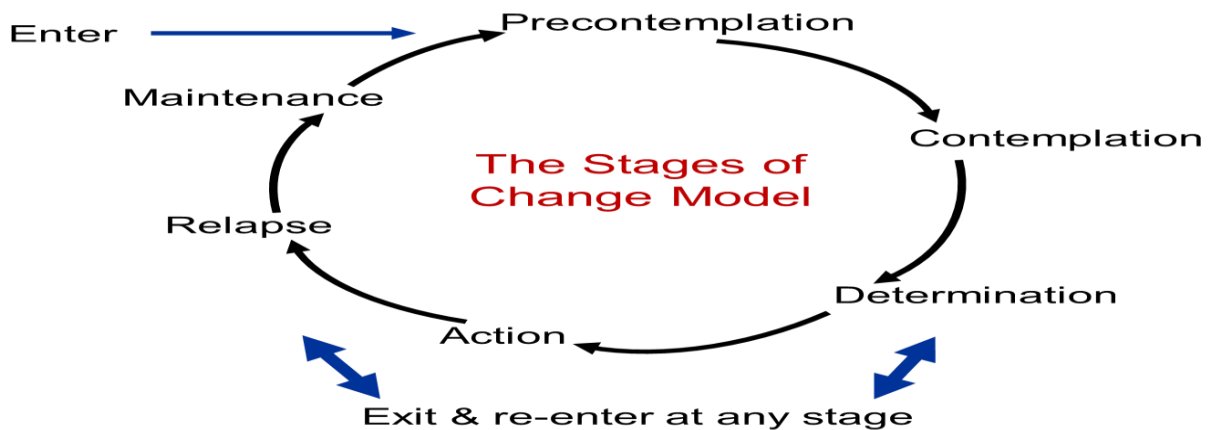 Enter
Precontemplation
Maintenance
Contemplation
The Stages of
Change Model
Relapse
Determination
Action
Exit & re-enter at any stage